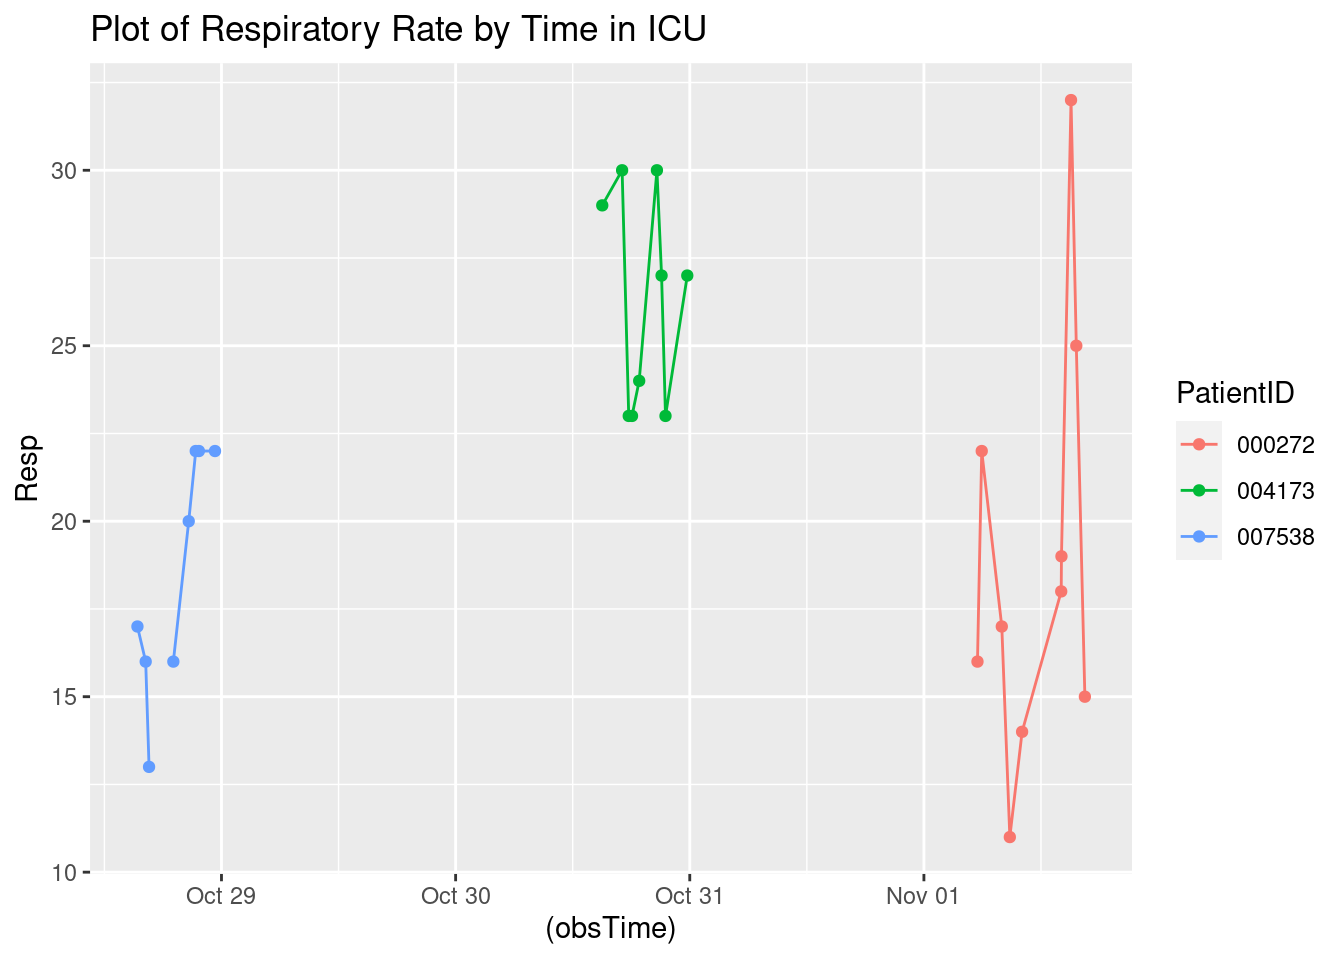 Plot of Respiratory Rate by Time in ICU
Resp
30
25
20
15
10
Oct 29
Oct 30
Oct 31
Nov 01
(obsTime)
PatientID
000272
004173
007538